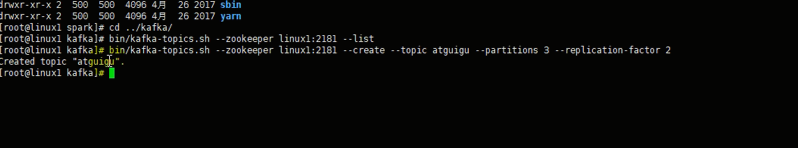 drwxr-xr-x 2  500  500  4096 4月  26 2017 sbin
drwxr-xr-x 2  500  500  4096 4月  26 2017 yarn
[root@linux1 spark]# cd ../kafka/
[root@linux1 kafka]# bin/kafka-topics.sh --zookeeper linux1:2181 --list
[root@linux1 kafka]# bin/kafka-topics.sh --zookeeper linux1:2181 --create --topic atguigu --partitions 3 --replication-factor 2
Created topic "atguigu".
[root@linux1 kafka]#